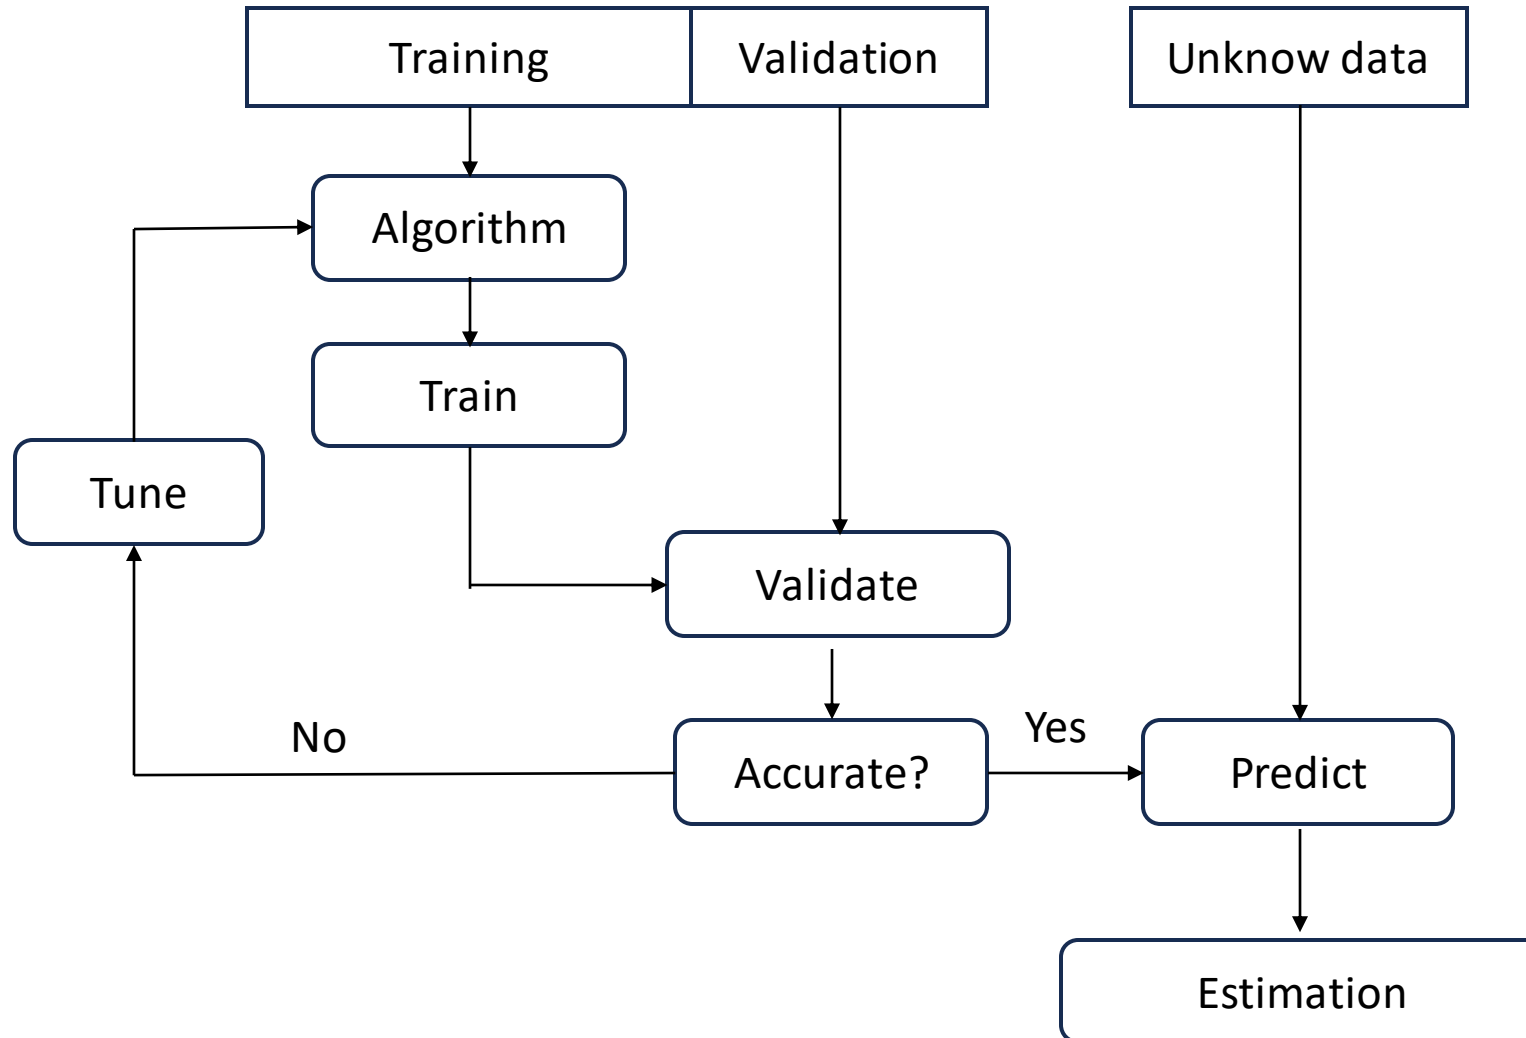 Training
Validation
Unknow data
Algorithm
Train
Tune
Validate
No
Accurate?
Yes
Predict
Estimation